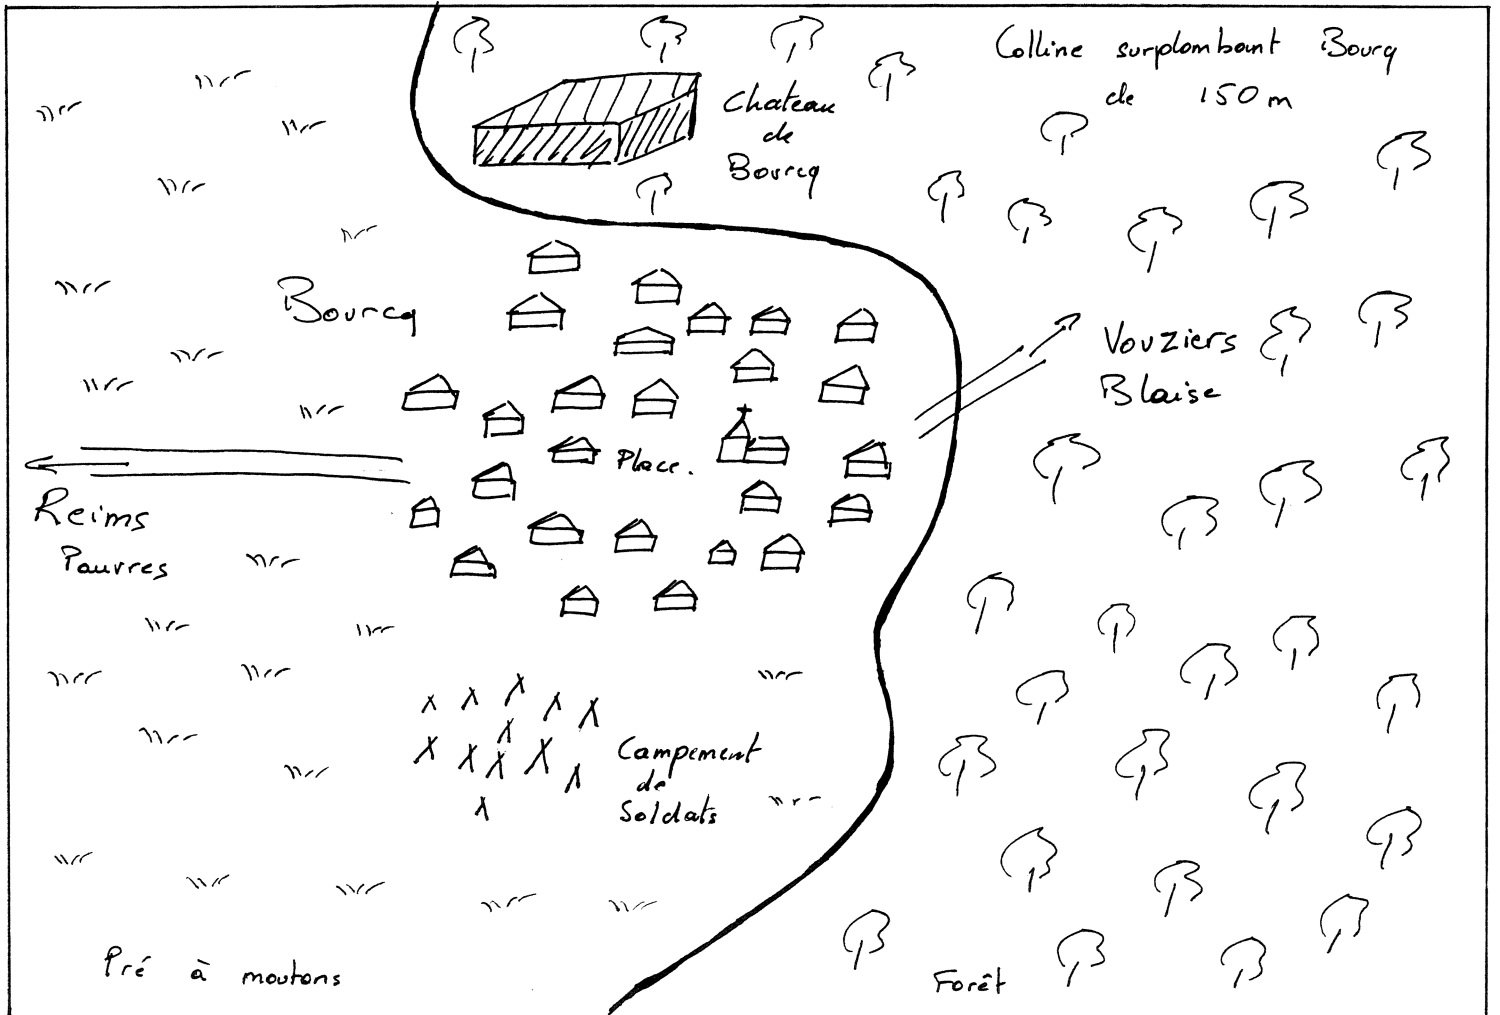 Colline surplombant Bourq
de 150 m
Chateau
de
Bourcq
Bourcq
Vouziers
Blaise
Place.
Reims
Pauvres
Campement
de
Soldats
Pré à moutons
Forêt